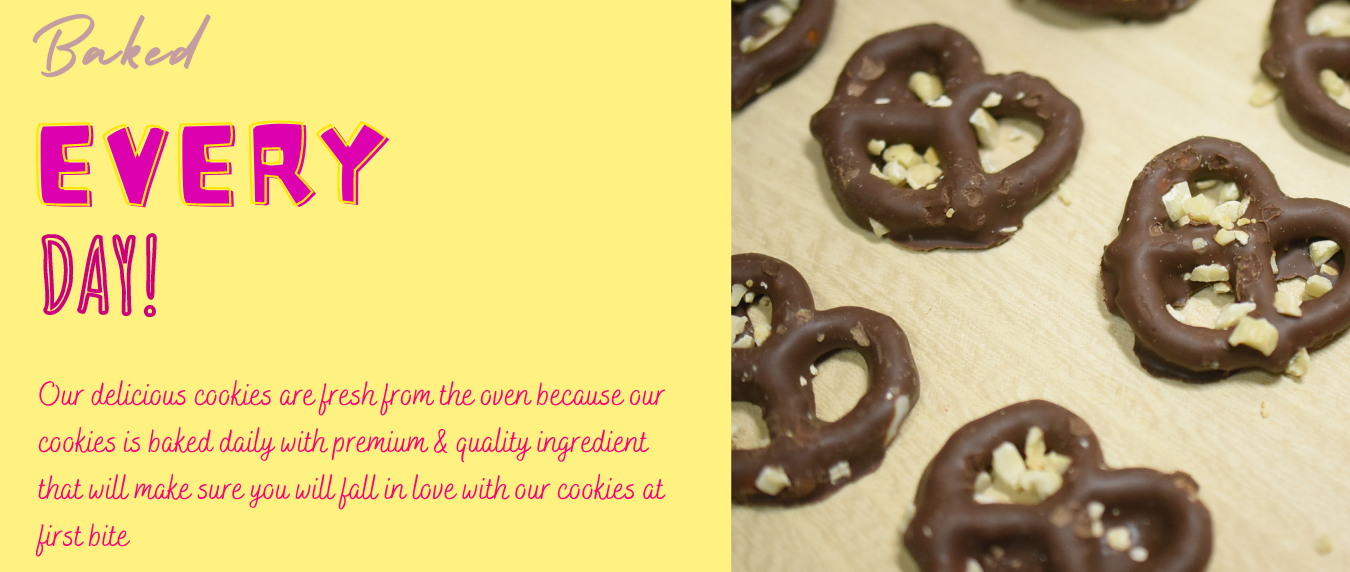 Baked
EVERY
DAY!
Our delicious cookies are fresh from the oven because our
cookies is baked daily with premium & quality ingredient
that will make sure you will fall in love with our cookies at
first bite